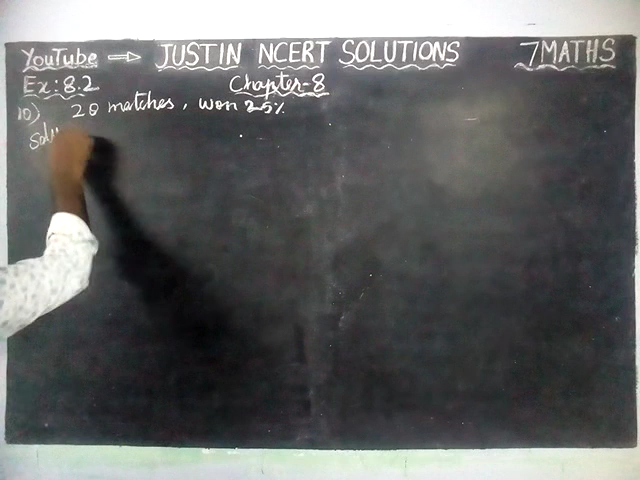 YouTube ⇨ JUSTIN NCERT SOLUTIONS 7MATHS
Ex: 8.2 Chapter-8
10) 20 matches, won 25%